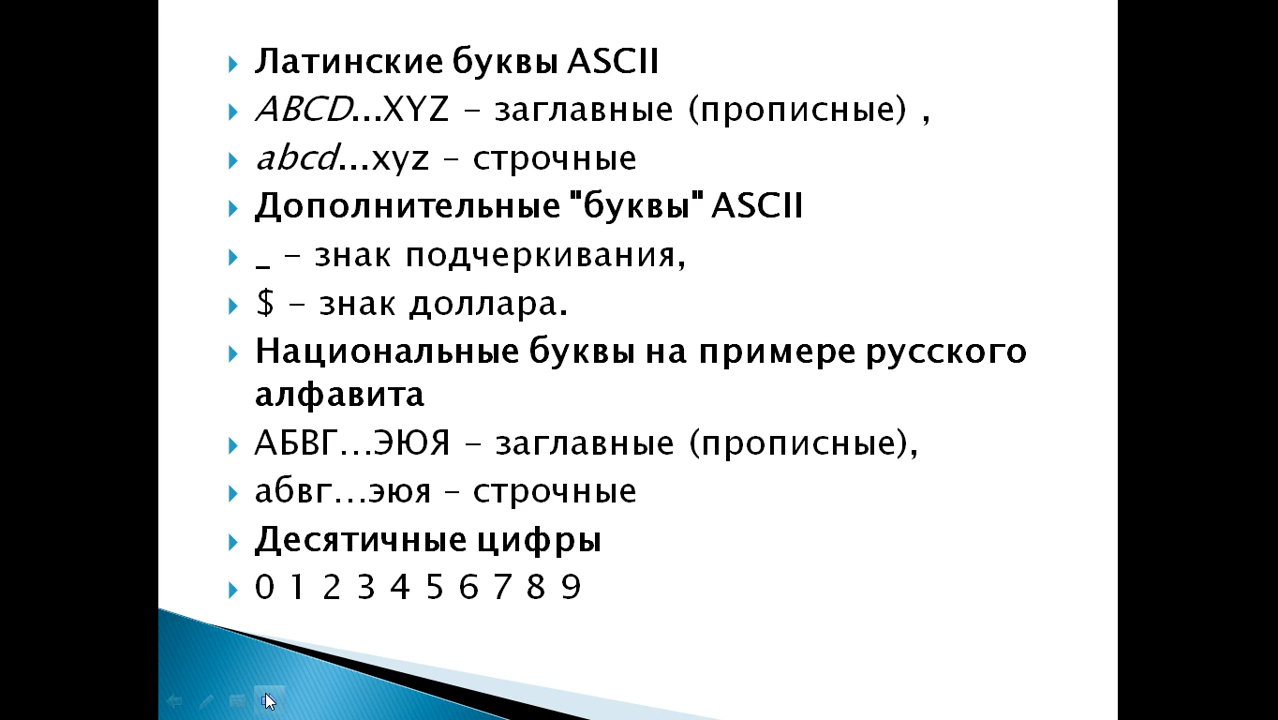 Латинские буквы ASCII
ABCD...XYZ – заглавные (прописные) ,
abcd...xyz – строчные
Дополнительные "буквы" ASCII
_ – знак подчеркивания,
$ – знак доллара.
Национальные буквы на примере русского
алфавита
АБВГ...ЭЮЯ – заглавные (прописные),
абвг...эюя – строчные
Десятичные цифры
0 1 2 3 4 5 6 7 8 9